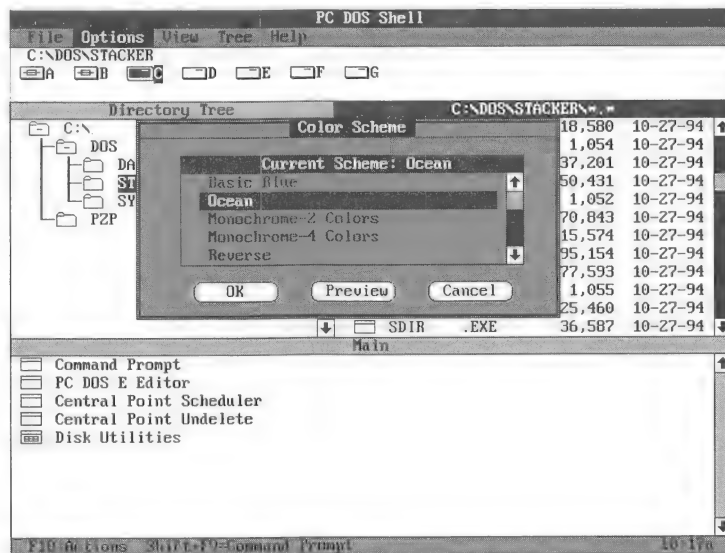 PC DOS Shell
File Options View Tree Help
C:\DOS\STACKER
A B C D E F G
Directory Tree C:\DOS\STACKER\*.*
C:\
DOS
DA
ST
SY
PZP
Color Scheme
Current Scheme: Ocean
Basic Blue
Ocean
Monochrome-2 Colors
Monochrome-4 Colors
Reverse
OK Preview Cancel
18,580 10-27-94
1,054 10-27-94
37,201 10-27-94
50,431 10-27-94
1,052 10-27-94
70,843 10-27-94
15,574 10-27-94
95,154 10-27-94
77,593 10-27-94
1,055 10-27-94
25,460 10-27-94
SDIR .EXE 36,587 10-27-94
Main
Command Prompt
PC DOS E Editor
Central Point Scheduler
Central Point Undelete
Disk Utilities
F10=Actions Shift+F9=Command Prompt 10:17a